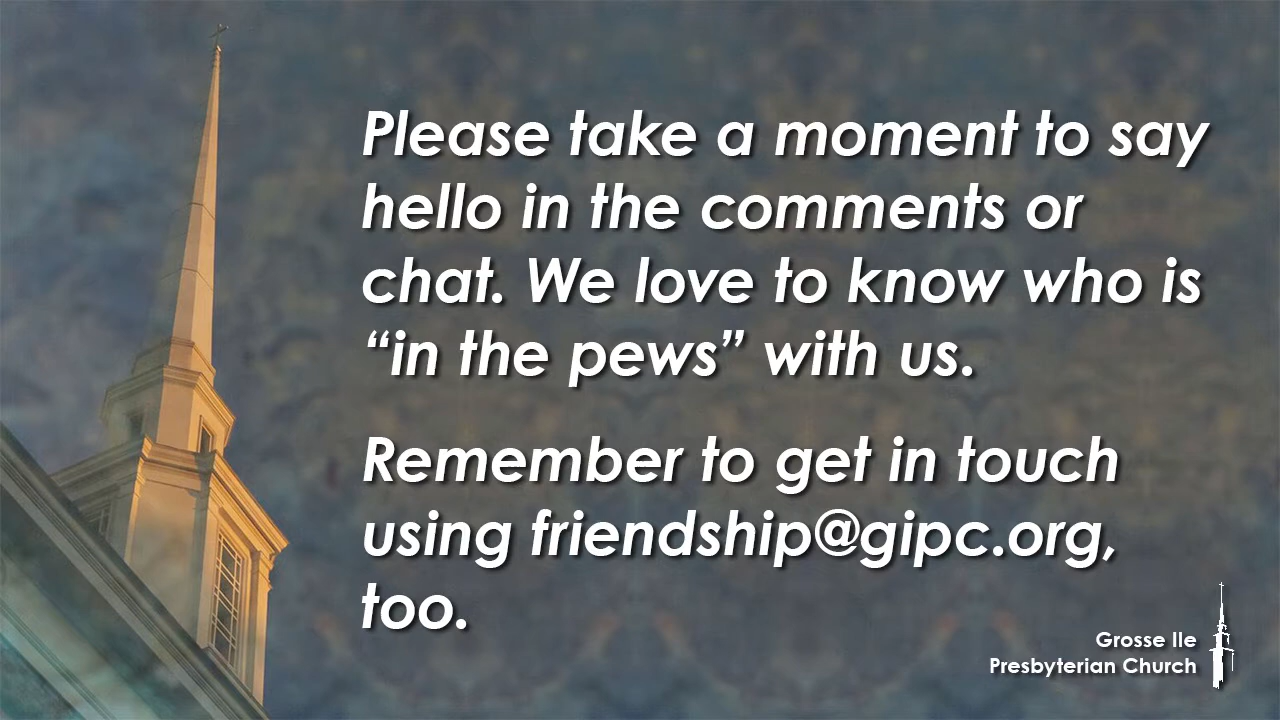 Please take a moment to say
hello in the comments or
chat. We love to know who is
“in the pews” with us.
Remember to get in touch
using friendship@gipc.org,
too.
Grosse Ile
Presbyterian Church